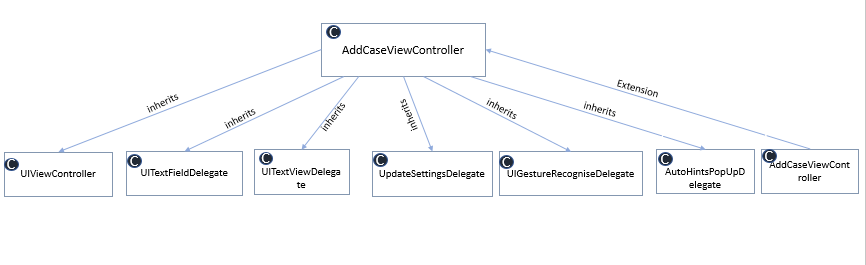 C
AddCaseViewController
inherits
inherits
inherits
inherits
inherits
inherits
Extension
C
UIViewController
C
UITextFieldDelegate
C
UITextViewDelega
te
C
UpdateSettingsDelegate
C
UIGestureRecogniseDelegate
C
AutoHintsPopUpD
elegate
C
AddCaseViewCont
roller